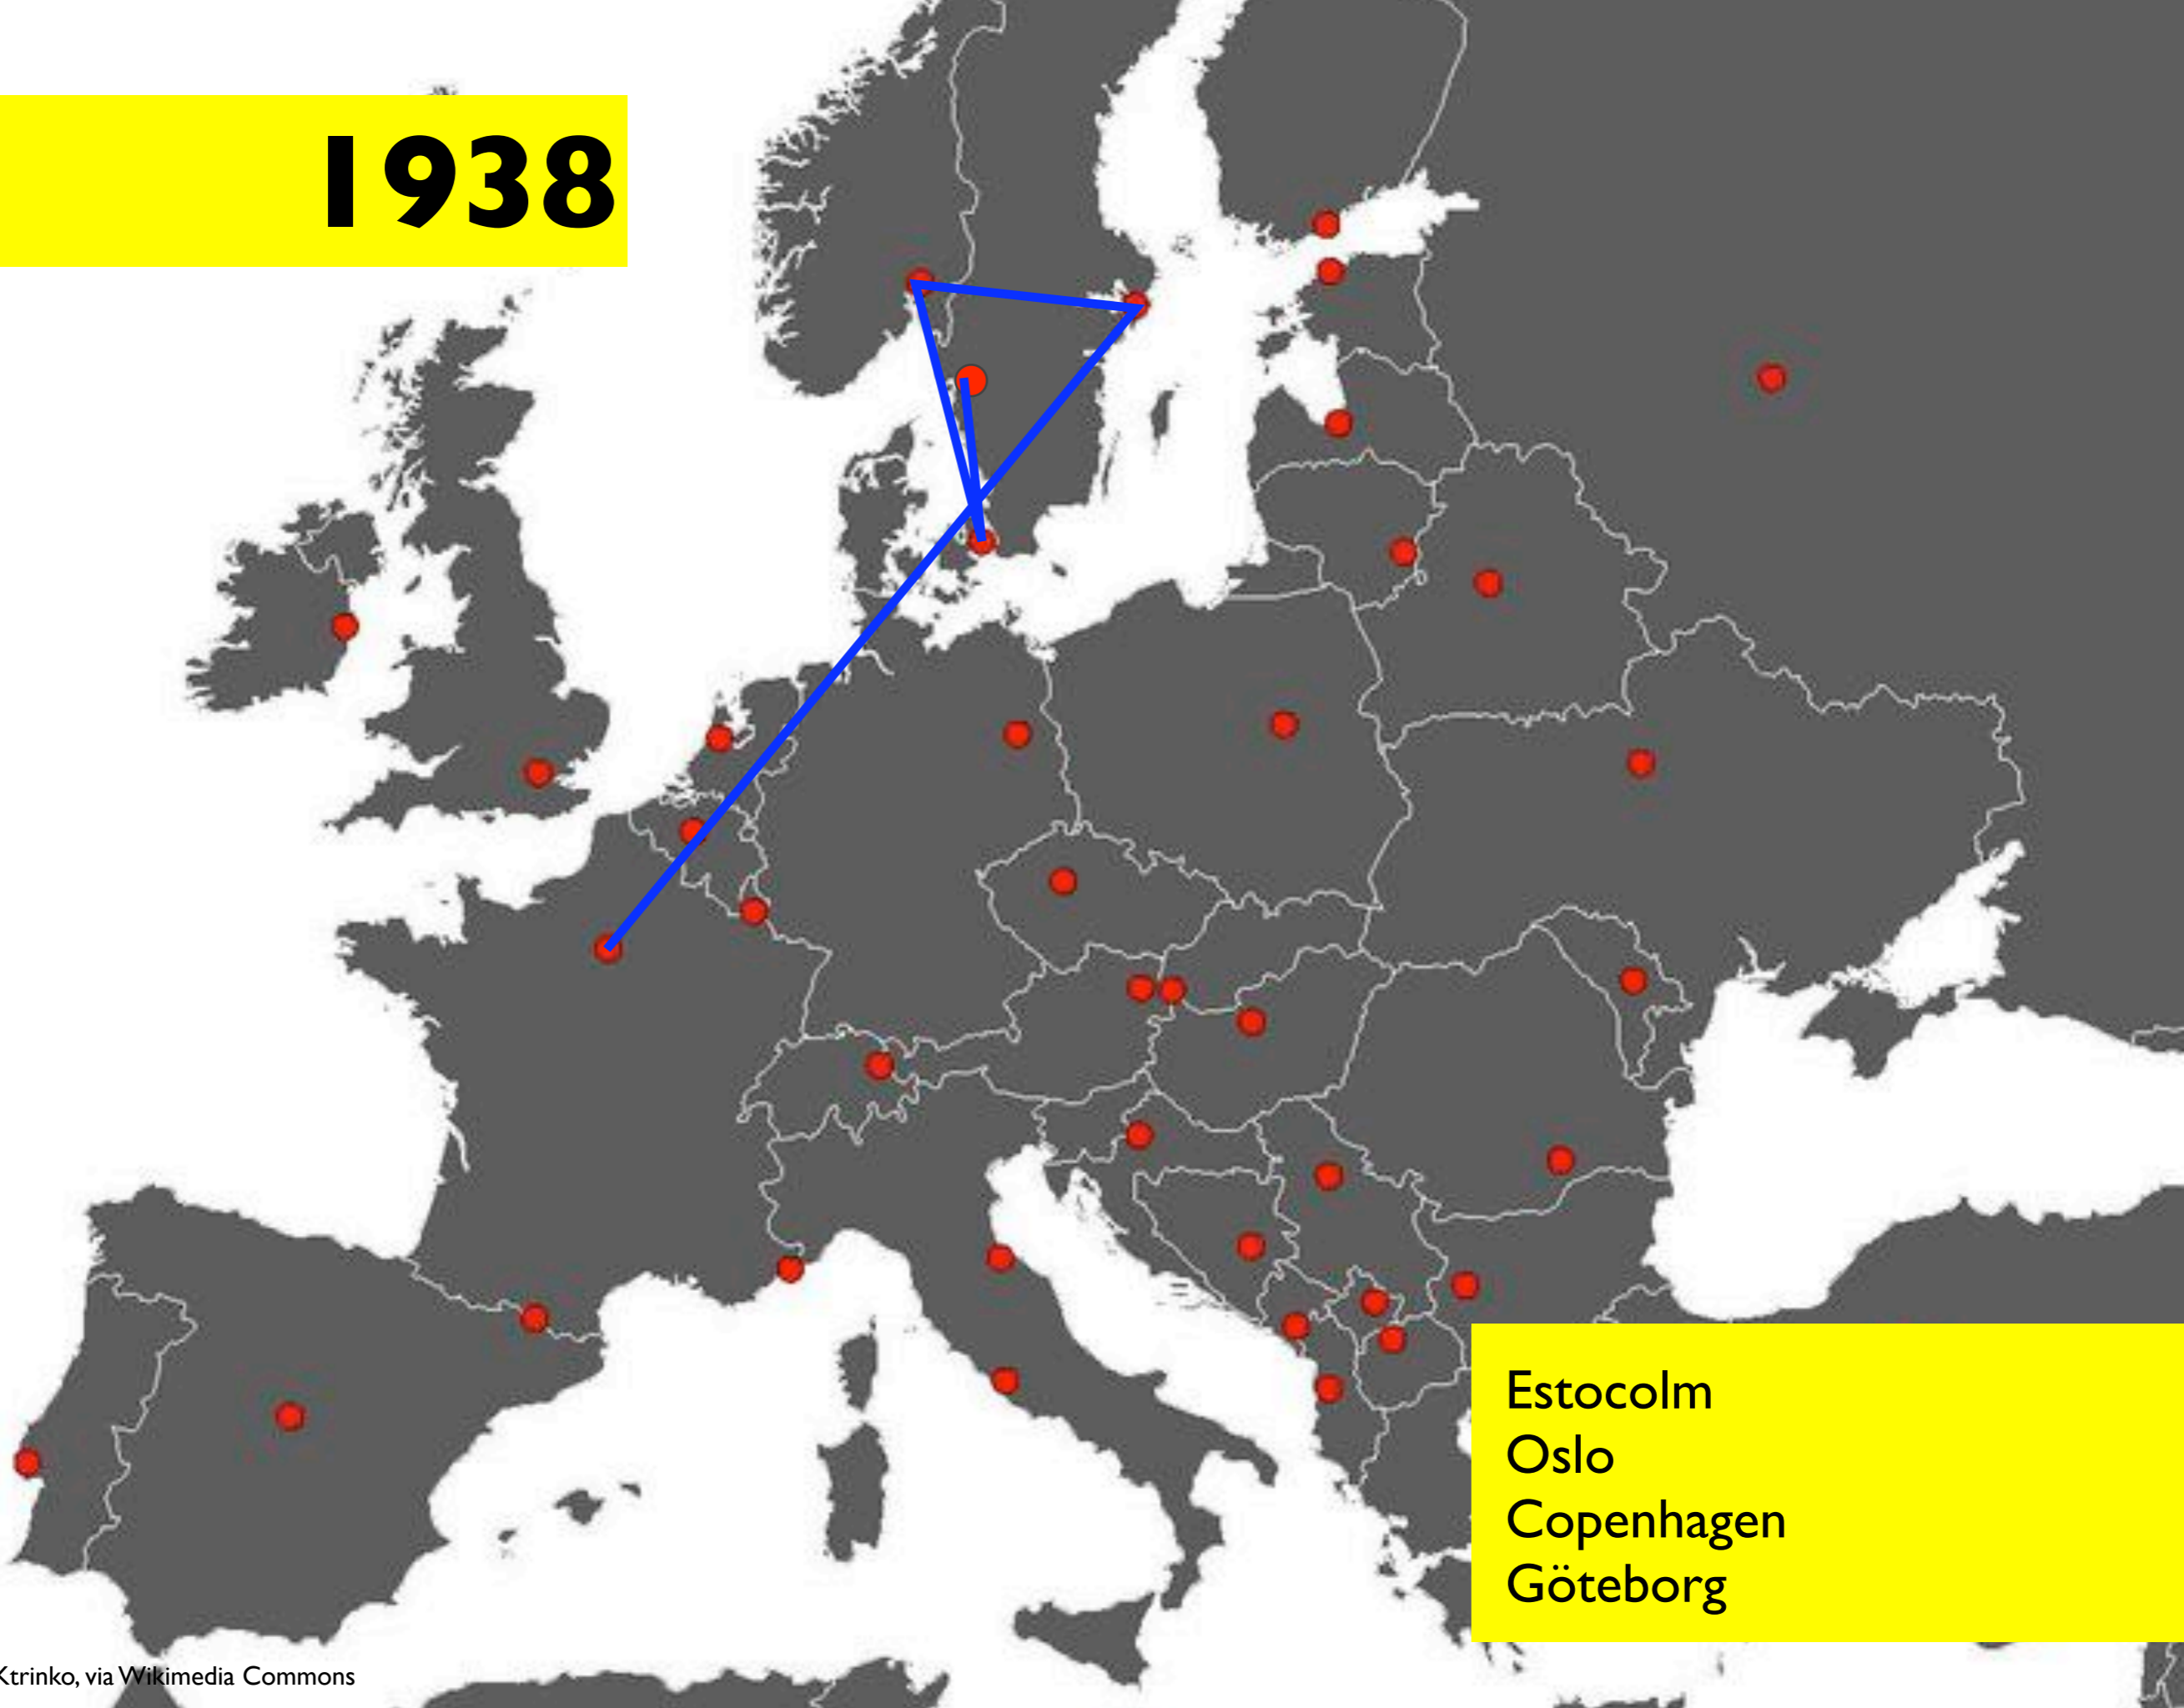 1938
Estocolm
Oslo
Copenhagen
Göteborg
Ktrinko, via Wikimedia Commons